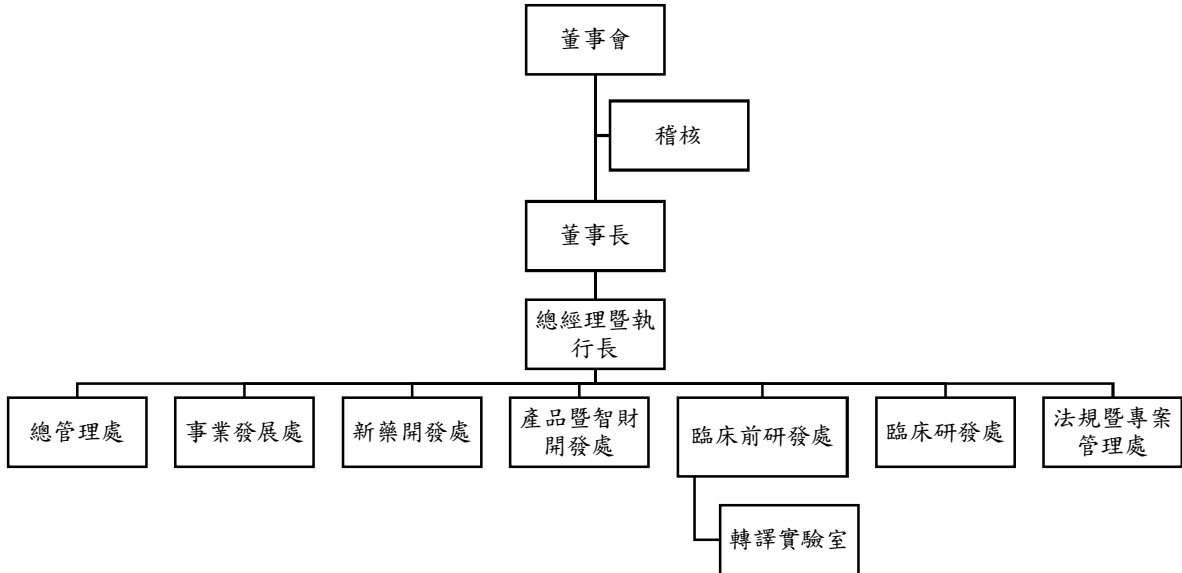 董事會
稽核
董事長
總經理暨執
行長
總管理處
事業發展處
新藥開發處
產品暨智財
開發處
臨床前研發處
臨床研發處
法規暨專案
管理處
轉譯實驗室